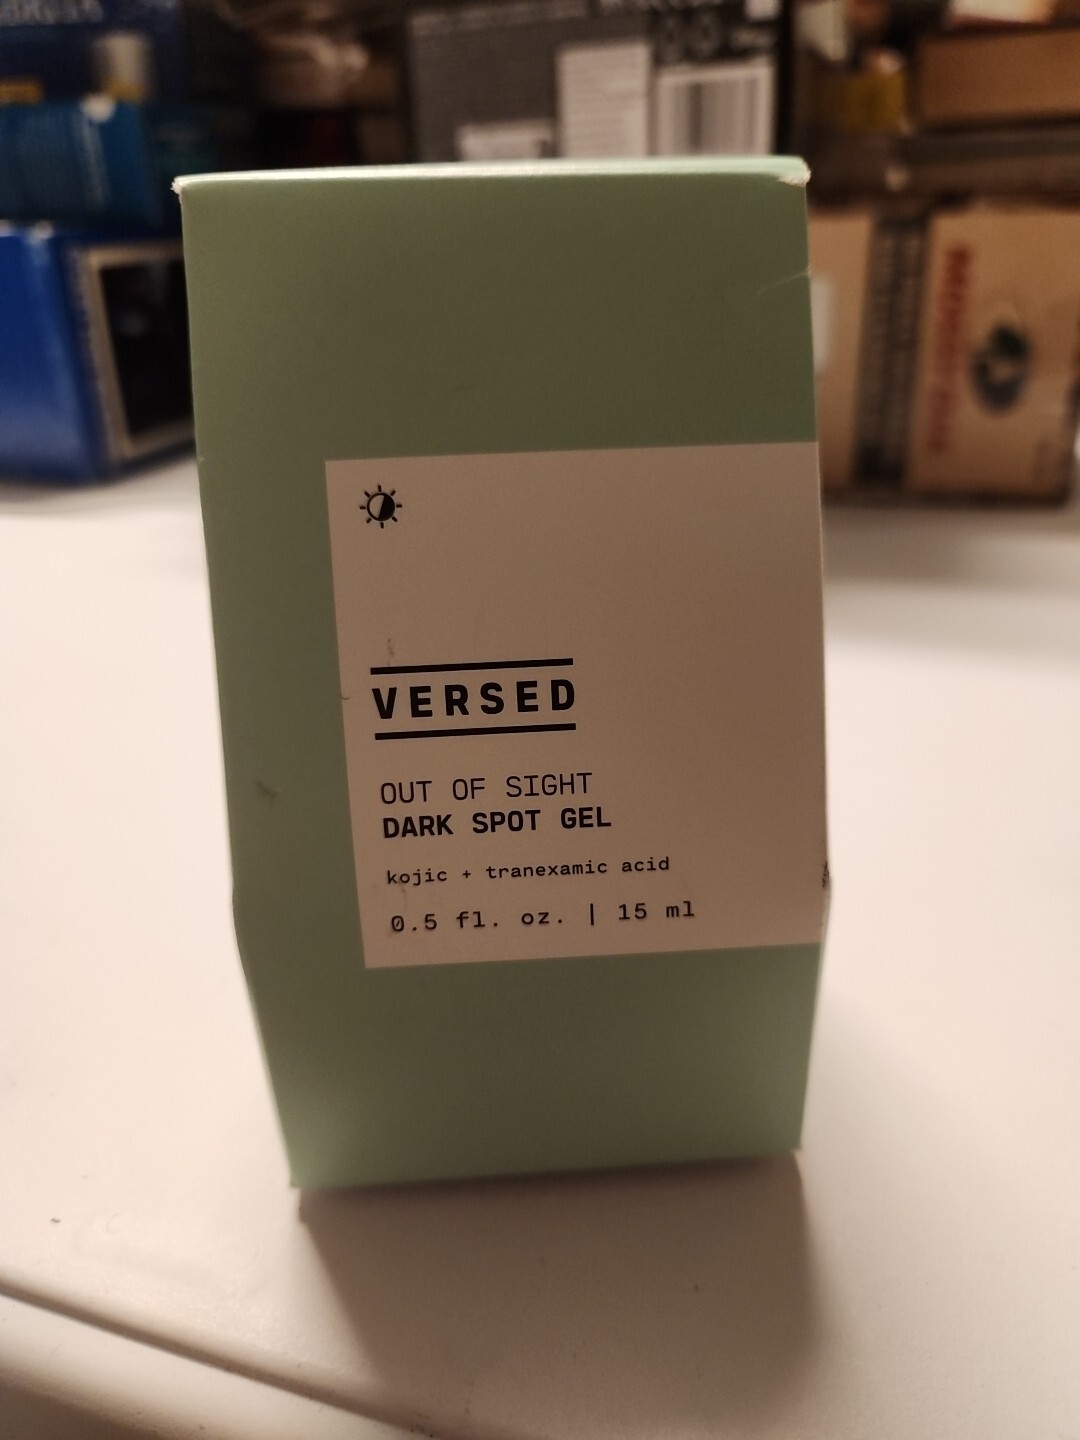 VERSED
OUT OF SIGHT
DARK SPOT GEL
kojic + tranexamic acid
0.5 fl. oz. | 15 ml